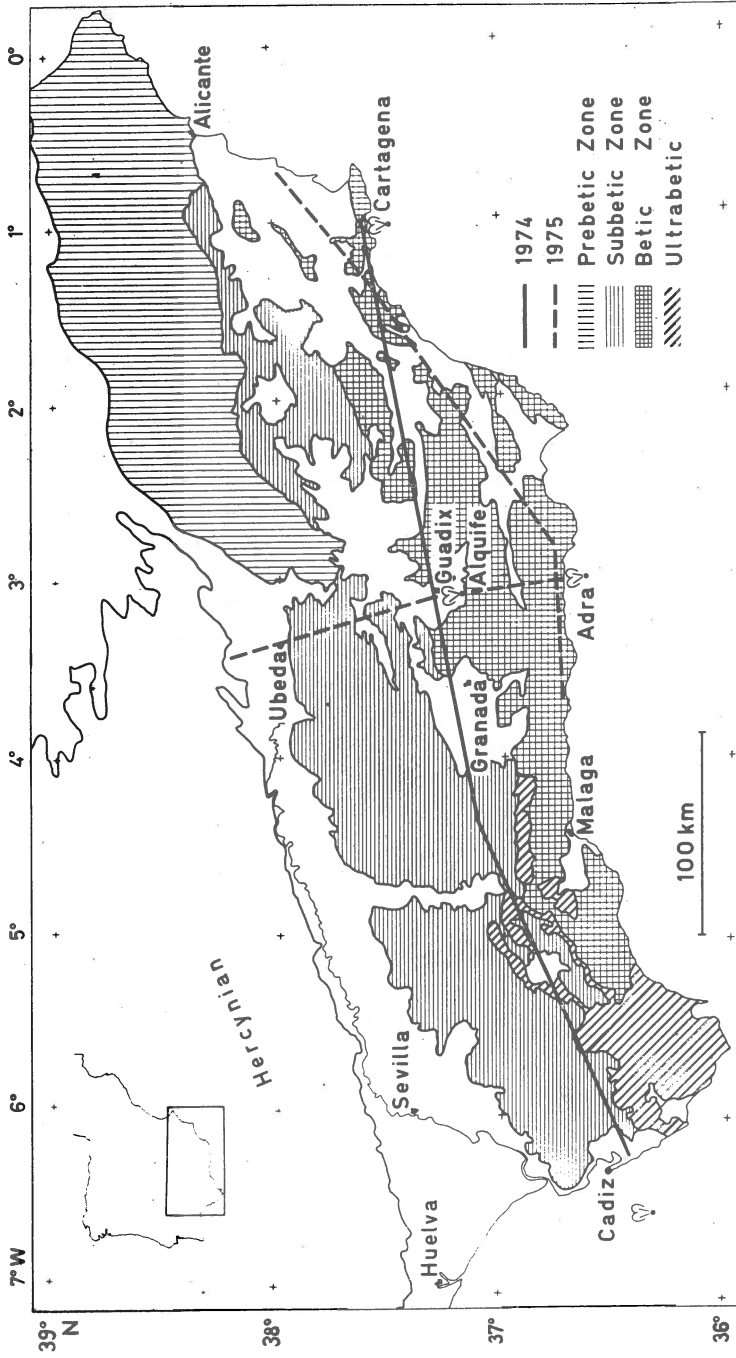 7°W
6°
5°
4°
3°
2°
1°
0°
39°
N
38°
37°
36°
Hercynian
Huelva
Sevilla
Cadiz
Ubeda
Granada
Malaga
Guadix
Alquife
Adra
Alicante
Cartagena
1974
1975
Prebetic Zone
Subbetic Zone
Betic Zone
Ultrabetic
100 km